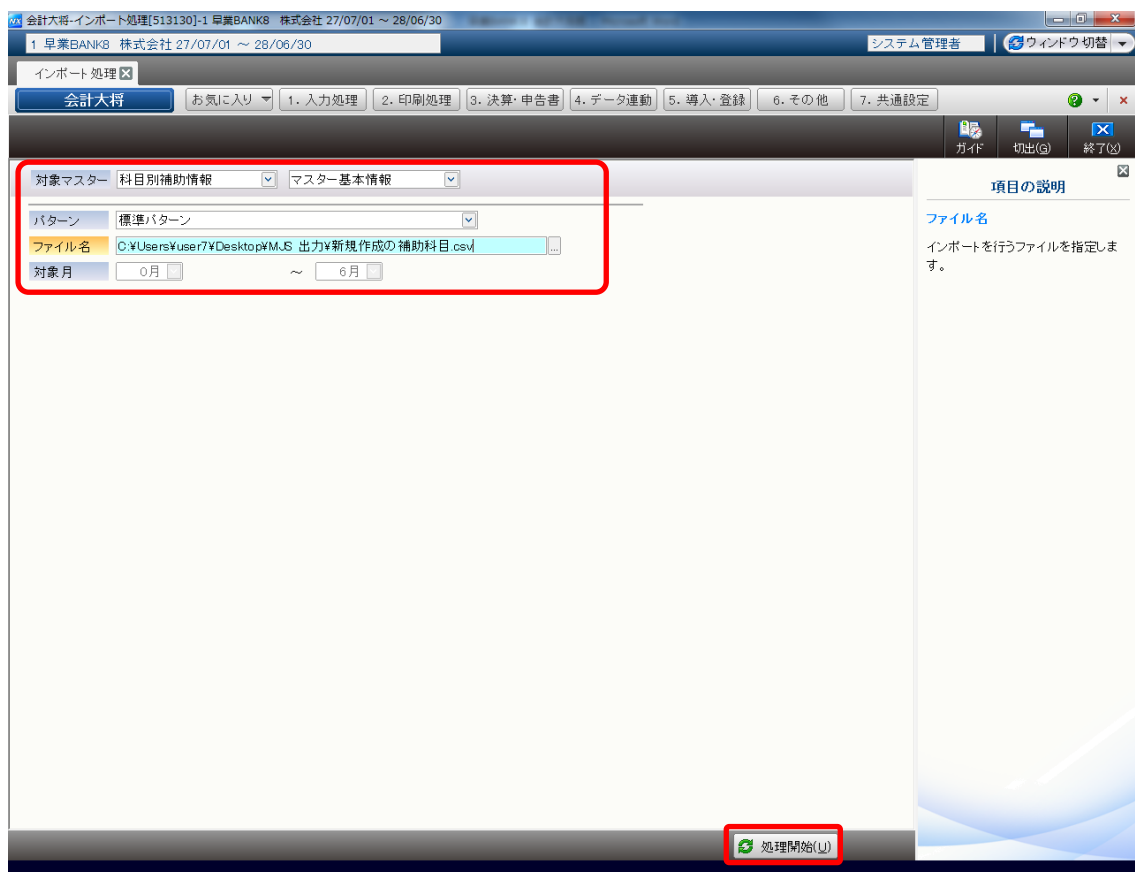 会計大将-インポート処理[513130]-1 早業BANK8 株式会社 27/07/01 ～ 28/06/30
1 早業BANK8 株式会社 27/07/01 ～ 28/06/30
システム管理者
ウィンドウ切替
インポート処理
会計大将
お気に入り
1. 入力処理
2. 印刷処理
3. 決算・申告書
4. データ連動
5. 導入・登録
6. その他
7. 共通設定
ガイド
切出(G)
終了(X)
対象マスター 科目別補助情報 マスター基本情報
パターン 標準パターン
ファイル名 C:¥Users¥user7¥Desktop¥MJS 出力¥新規作成の補助科目.csv ...
対象月 0月 ～ 6月
項目の説明
ファイル名
インポートを行うファイルを指定しま
す。
処理開始(U)